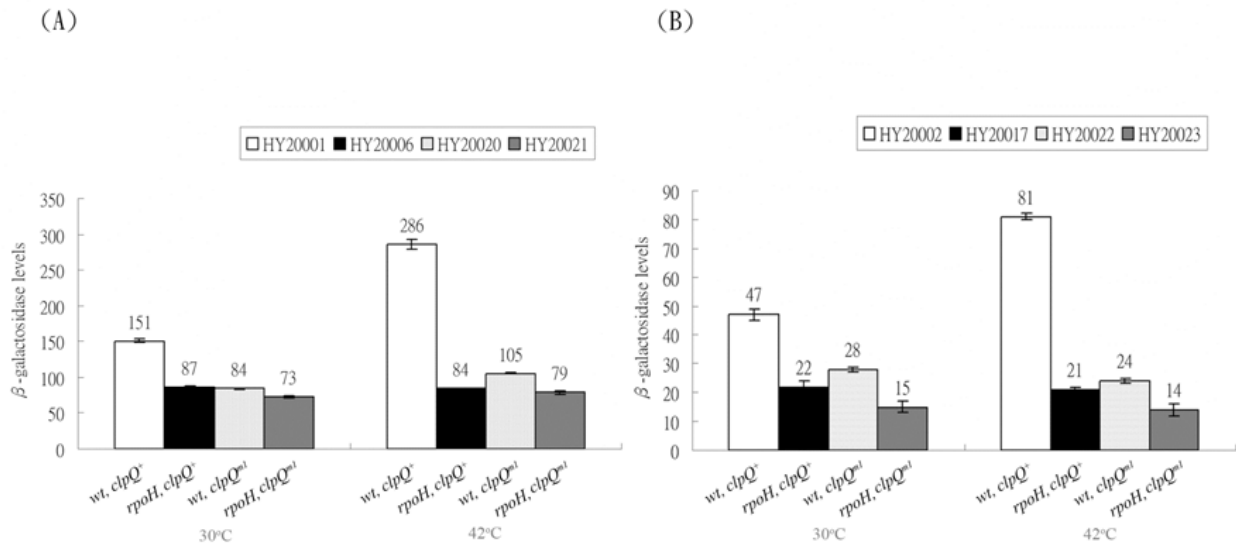 (A)
HY20001 HY20006 HY20020 HY20021
β-galactosidase levels
350
300
250
200
150
100
50
0
151
87
84
73
286
84
105
79
wt, clpQ⁺
rpoH, clpQ⁺
wt, clpQᵐ¹
rpoH, clpQᵐ¹
wt, clpQ⁺
rpoH, clpQ⁺
wt, clpQᵐ¹
rpoH, clpQᵐ¹
30°C
42°C
(B)
HY20002 HY20017 HY20022 HY20023
β-galactosidase levels
90
80
70
60
50
40
30
20
10
0
47
22
28
15
81
21
24
14
wt, clpQ⁺
rpoH, clpQ⁺
wt, clpQᵐ¹
rpoH, clpQᵐ¹
wt, clpQ⁺
rpoH, clpQ⁺
wt, clpQᵐ¹
rpoH, clpQᵐ¹
30°C
42°C